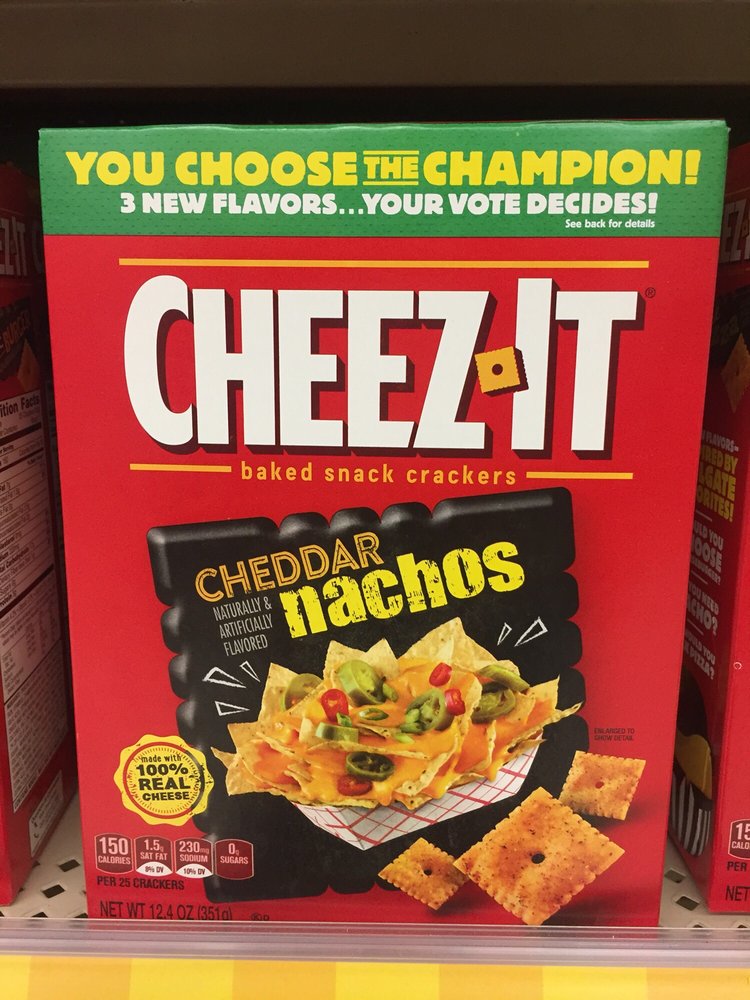 YOU CHOOSE THE CHAMPION!
3 NEW FLAVORS...YOUR VOTE DECIDES!
See back for details
CHEEZ-IT®
baked snack crackers
CHEDDAR
nachos
NATURALLY &
ARTIFICIALLY
FLAVORED
ENLARGED TO
SHOW DETAIL
made with
100%
REAL
CHEESE
150 CALORIES
1.5g SAT FAT 8% DV
230mg SODIUM 10% DV
0g SUGARS
PER 25 CRACKERS
NET WT 12.4 OZ (351g)
PER
NET